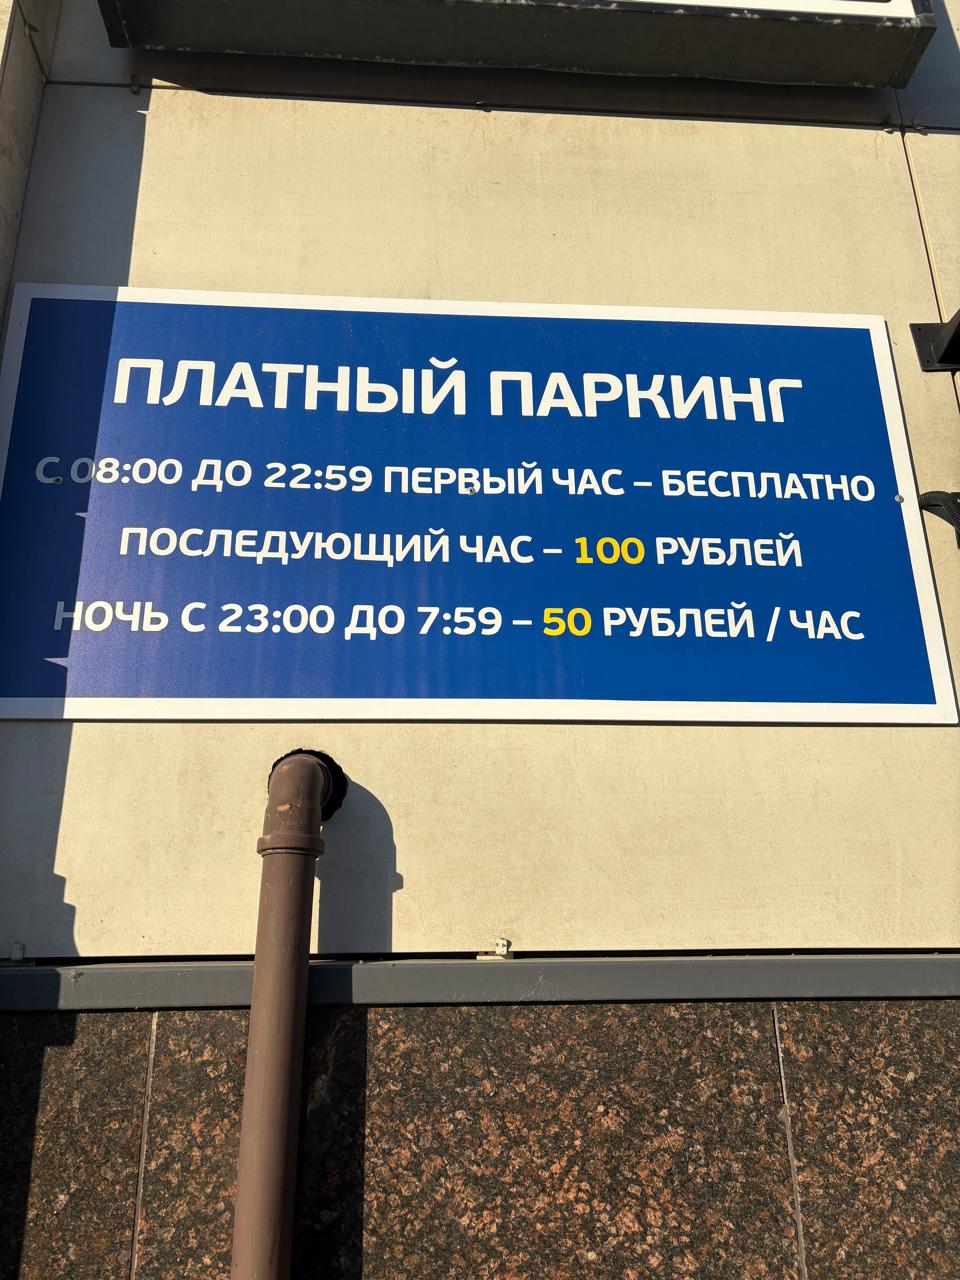 ПЛАТНЫЙ ПАРКИНГ
С 08:00 ДО 22:59 ПЕРВЫЙ ЧАС – БЕСПЛАТНО
ПОСЛЕДУЮЩИЙ ЧАС – 100 РУБЛЕЙ
НОЧЬ С 23:00 ДО 7:59 – 50 РУБЛЕЙ / ЧАС